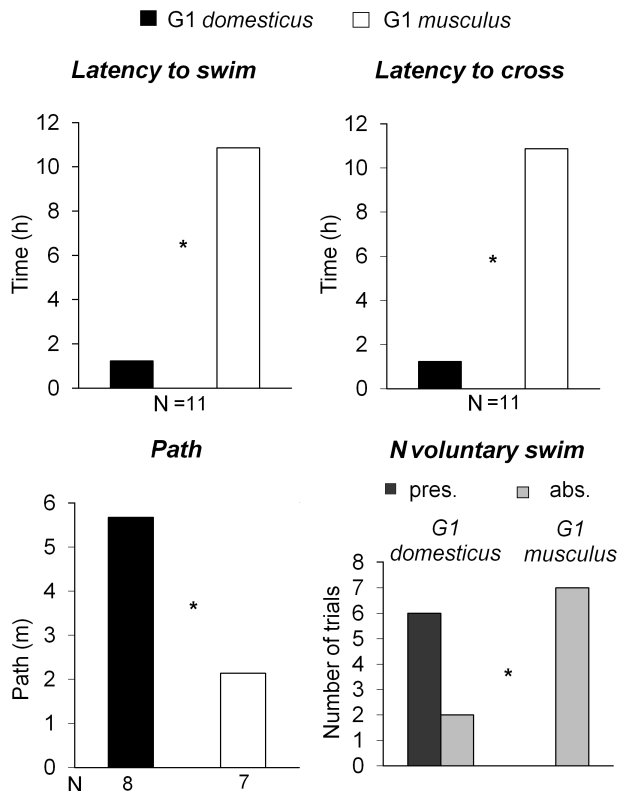 G1 domesticus G1 musculus
Latency to swim
Latency to cross
Time (h)
12
10
8
6
4
2
0
*
N =11
Time (h)
12
10
8
6
4
2
0
*
N =11
Path
Path (m)
6
5
4
3
2
1
0
*
N 8 7
N voluntary swim
pres. abs.
G1 domesticus
G1 musculus
Number of trials
8
7
6
5
4
3
2
1
0
*